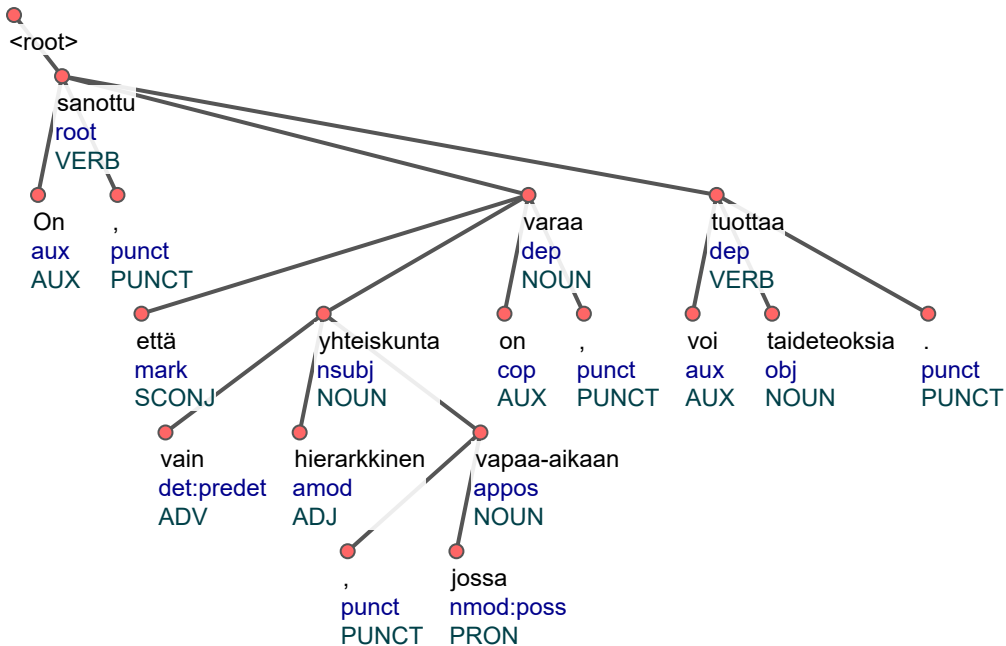 <root>
sanottu
root
VERB
On ,
aux punct
AUX PUNCT
varaa tuottaa
dep dep
NOUN VERB
että yhteiskunta on , voi taideteoksia .
mark nsubj cop punct aux obj punct
SCONJ NOUN AUX PUNCT AUX NOUN PUNCT
vain hierarkkinen vapaa-aikaan
det:predet amod appos
ADV ADJ NOUN
, jossa
punct nmod:poss
PUNCT PRON